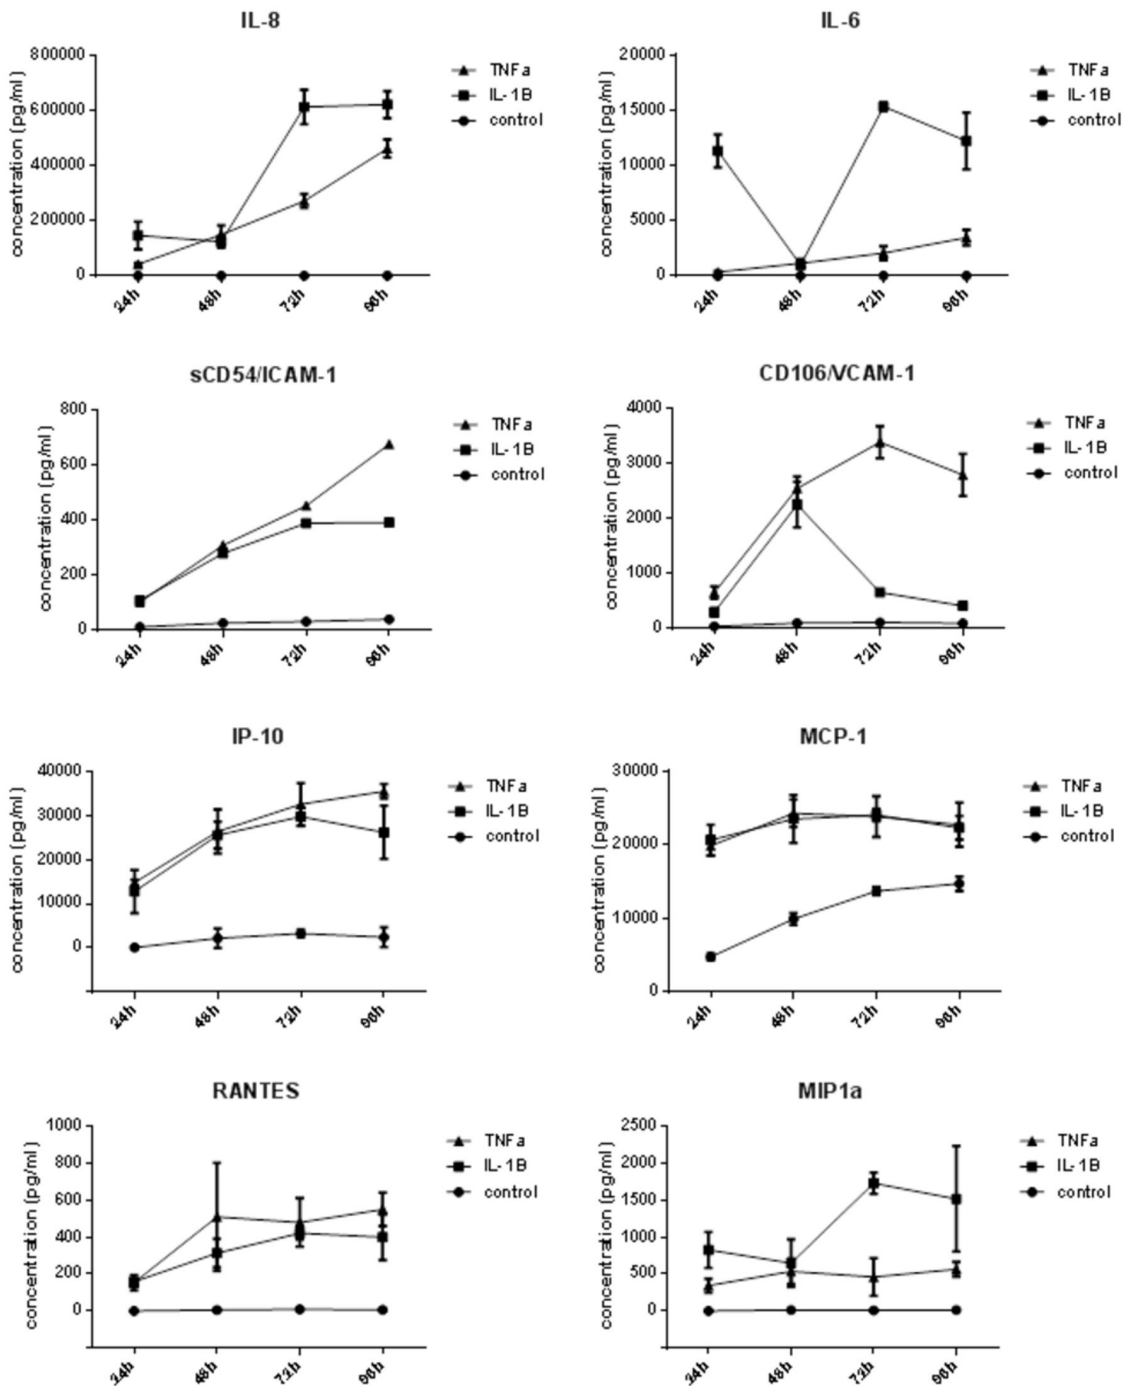 IL-8
800000
600000
400000
200000
0
concentration (pg/ml)
24h
48h
72h
96h
TNFa
IL-1B
control
IL-6
20000
15000
10000
5000
0
concentration (pg/ml)
24h
48h
72h
96h
TNFa
IL-1B
control
sCD54/ICAM-1
800
600
400
200
0
concentration (pg/ml)
24h
48h
72h
96h
TNFa
IL-1B
control
CD106/VCAM-1
4000
3000
2000
1000
0
concentration (pg/ml)
24h
48h
72h
96h
TNFa
IL-1B
control
IP-10
40000
30000
20000
10000
0
concentration (pg/ml)
24h
48h
72h
96h
TNFa
IL-1B
control
MCP-1
30000
20000
10000
0
concentration (pg/ml)
24h
48h
72h
96h
TNFa
IL-1B
control
RANTES
1000
800
600
400
200
0
concentration (pg/ml)
24h
48h
72h
96h
TNFa
IL-1B
control
MIP1a
2500
2000
1500
1000
500
0
concentration (pg/ml)
24h
48h
72h
96h
TNFa
IL-1B
control